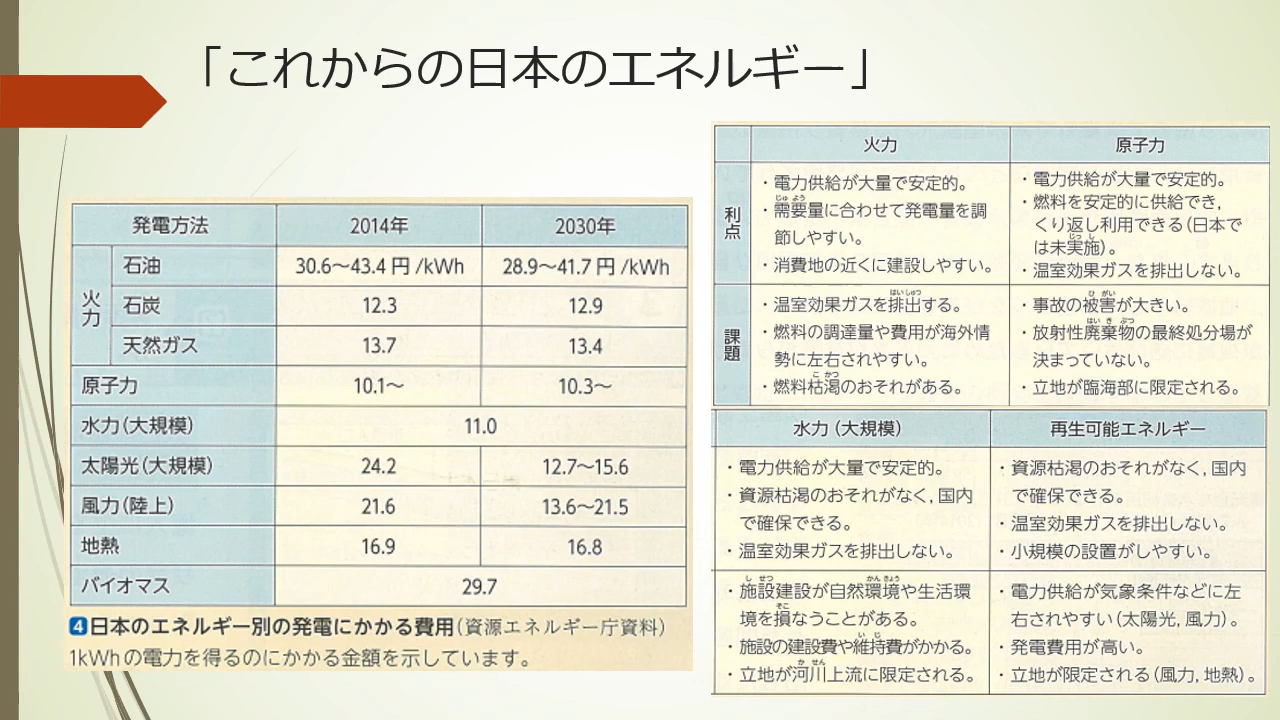 「これからの日本のエネルギー」
発電方法 2014年 2030年
火力 石油 30.6～43.4円/kWh 28.9～41.7円/kWh
石炭 12.3 12.9
天然ガス 13.7 13.4
原子力 10.1～ 10.3～
水力(大規模) 11.0
太陽光(大規模) 24.2 12.7～15.6
風力(陸上) 21.6 13.6～21.5
地熱 16.9 16.8
バイオマス 29.7
4 日本のエネルギー別の発電にかかる費用(資源エネルギー庁資料)
1kWhの電力を得るのにかかる金額を示しています。
火力 原子力
利点
・電力供給が大量で安定的。
・需要量に合わせて発電量を調
節しやすい。
・消費地の近くに建設しやすい。
・電力供給が大量で安定的。
・燃料を安定的に供給でき,
くり返し利用できる(日本で
は未実施)。
・温室効果ガスを排出しない。
課題
・温室効果ガスを排出する。
・燃料の調達量や費用が海外情
勢に左右されやすい。
・燃料枯渇のおそれがある。
・事故の被害が大きい。
・放射性廃棄物の最終処分場が
決まっていない。
・立地が臨海部に限定される。
水力(大規模) 再生可能エネルギー
・電力供給が大量で安定的。
・資源枯渇のおそれがなく,国内
で確保できる。
・温室効果ガスを排出しない。
・資源枯渇のおそれがなく,国内
で確保できる。
・温室効果ガスを排出しない。
・小規模の設置がしやすい。
・施設建設が自然環境や生活環
境を損なうことがある。
・施設の建設費や維持費がかかる。
・立地が河川上流に限定される。
・電力供給が気象条件などに左
右されやすい(太陽光,風力)。
・発電費用が高い。
・立地が限定される(風力,地熱)。